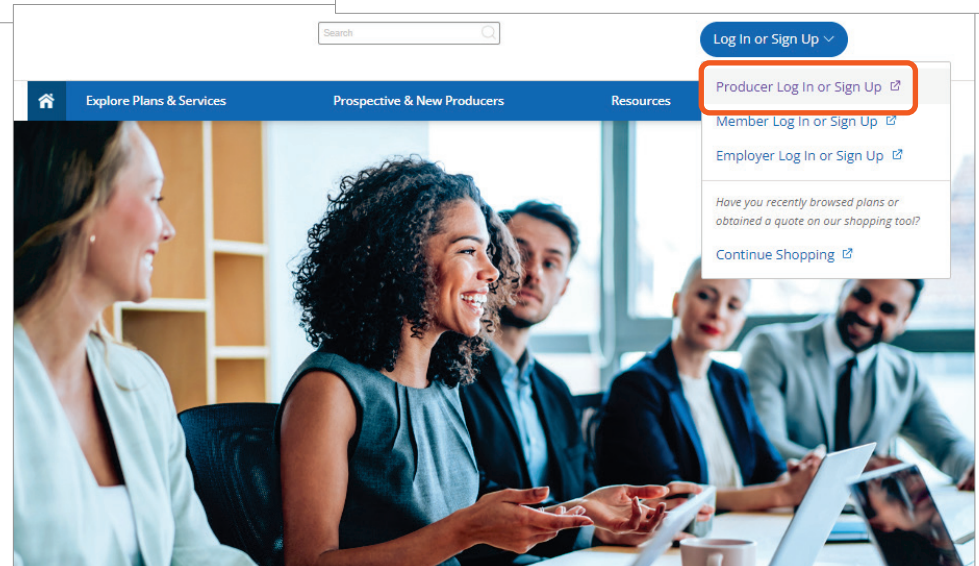 Search
Log In or Sign Up
Producer Log In or Sign Up
Explore Plans & Services
Prospective & New Producers
Resources
Member Log In or Sign Up
Employer Log In or Sign Up
Have you recently browsed plans or
obtained a quote on our shopping tool?
Continue Shopping